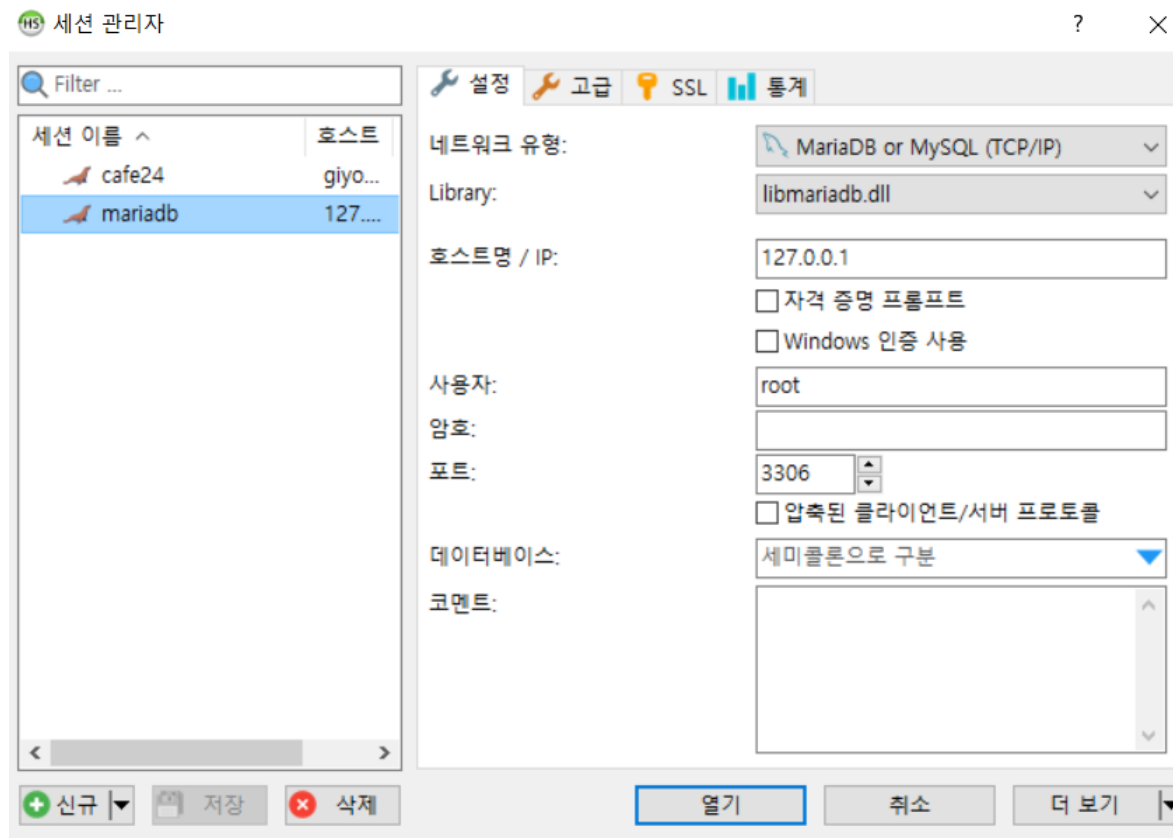 HS 세션 관리자 ?
Filter ...
설정 고급 SSL 통계
세션 이름 호스트
cafe24 giyo...
mariadb 127....
네트워크 유형: MariaDB or MySQL (TCP/IP)
Library: libmariadb.dll
호스트명 / IP: 127.0.0.1
자격 증명 프롬프트
Windows 인증 사용
사용자: root
암호:
포트: 3306
압축된 클라이언트/서버 프로토콜
데이터베이스: 세미콜론으로 구분
코멘트:
신규 저장 삭제 열기 취소 더 보기